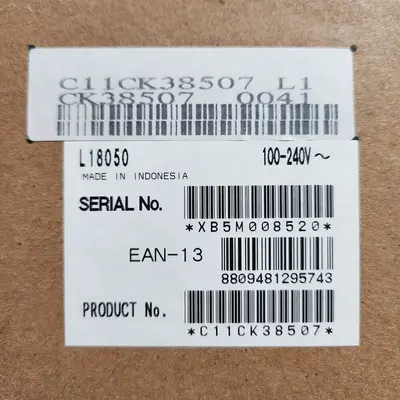 C11CK38507 L1
CK38507 0041
L18050 100-240V~
MADE IN INDONESIA
SERIAL No.
*XB5M008520*
EAN-13
8809481295743
PRODUCT No.
*C11CK38507*